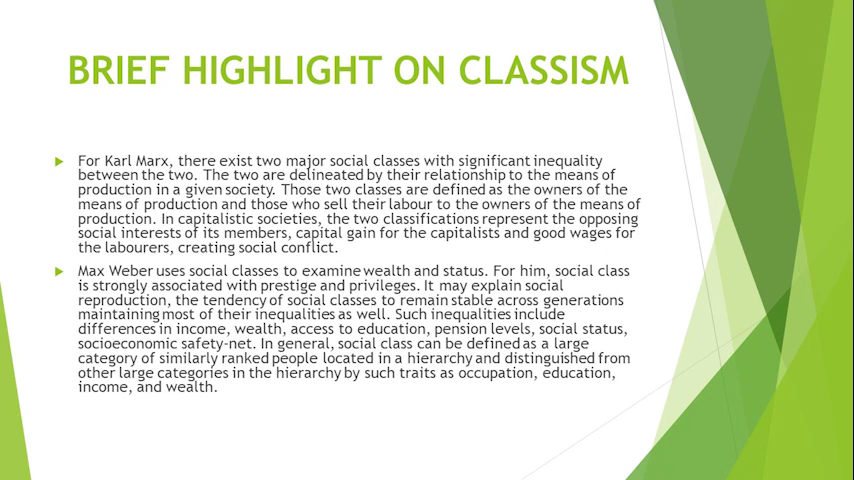 BRIEF HIGHLIGHT ON CLASSISM
For Karl Marx, there exist two major social classes with significant inequality
between the two. The two are delineated by their relationship to the means of
production in a given society. Those two classes are defined as the owners of the
means of production and those who sell their labour to the owners of the means of
production. In capitalistic societies, the two classifications represent the opposing
social interests of its members, capital gain for the capitalists and good wages for
the labourers, creating social conflict.
Max Weber uses social classes to examine wealth and status. For him, social class
is strongly associated with prestige and privileges. It may explain social
reproduction, the tendency of social classes to remain stable across generations
maintaining most of their inequalities as well. Such inequalities include
differences in income, wealth, access to education, pension levels, social status,
socioeconomic safety-net. In general, social class can be defined as a large
category of similarly ranked people located in a hierarchy and distinguished from
other large categories in the hierarchy by such traits as occupation, education,
income, and wealth.